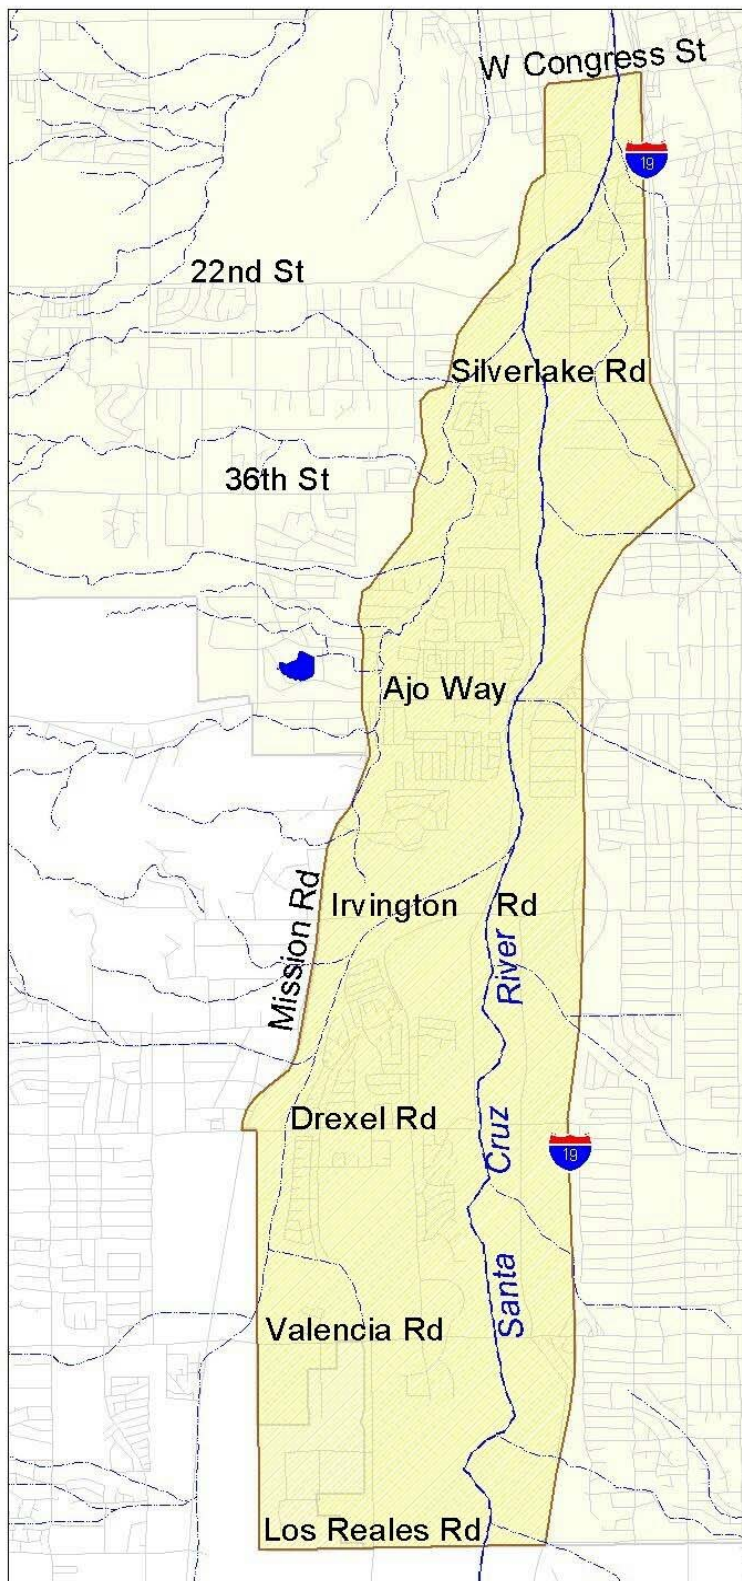 W Congress St
19
22nd St
Silverlake Rd
36th St
Ajo Way
Mission Rd
Irvington Rd
Santa Cruz River
Drexel Rd
19
Valencia Rd
Los Reales Rd